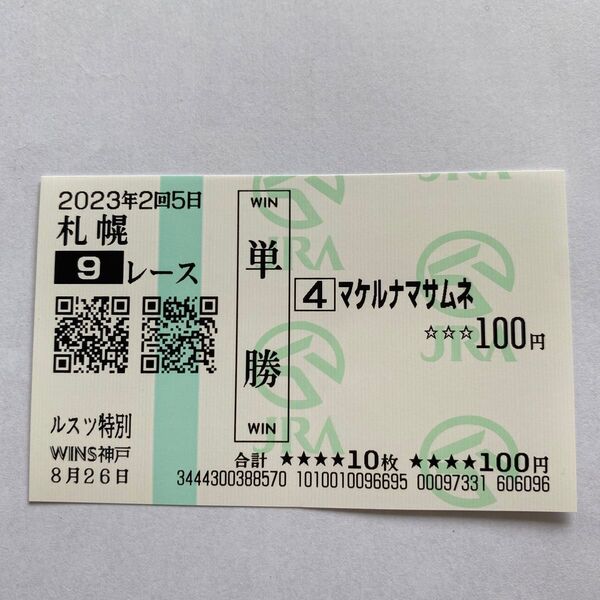 2023年2回5日
札幌
9レース
ルスツ特別
WINS神戸
8月26日
WIN
単勝
WIN
4 マケルナマサムネ
☆☆☆100円
合計 ★★★★10枚 ★★★★100円
3444300388570 1010010096695 00097331 606096
JRA
JRA
JRA
JRA